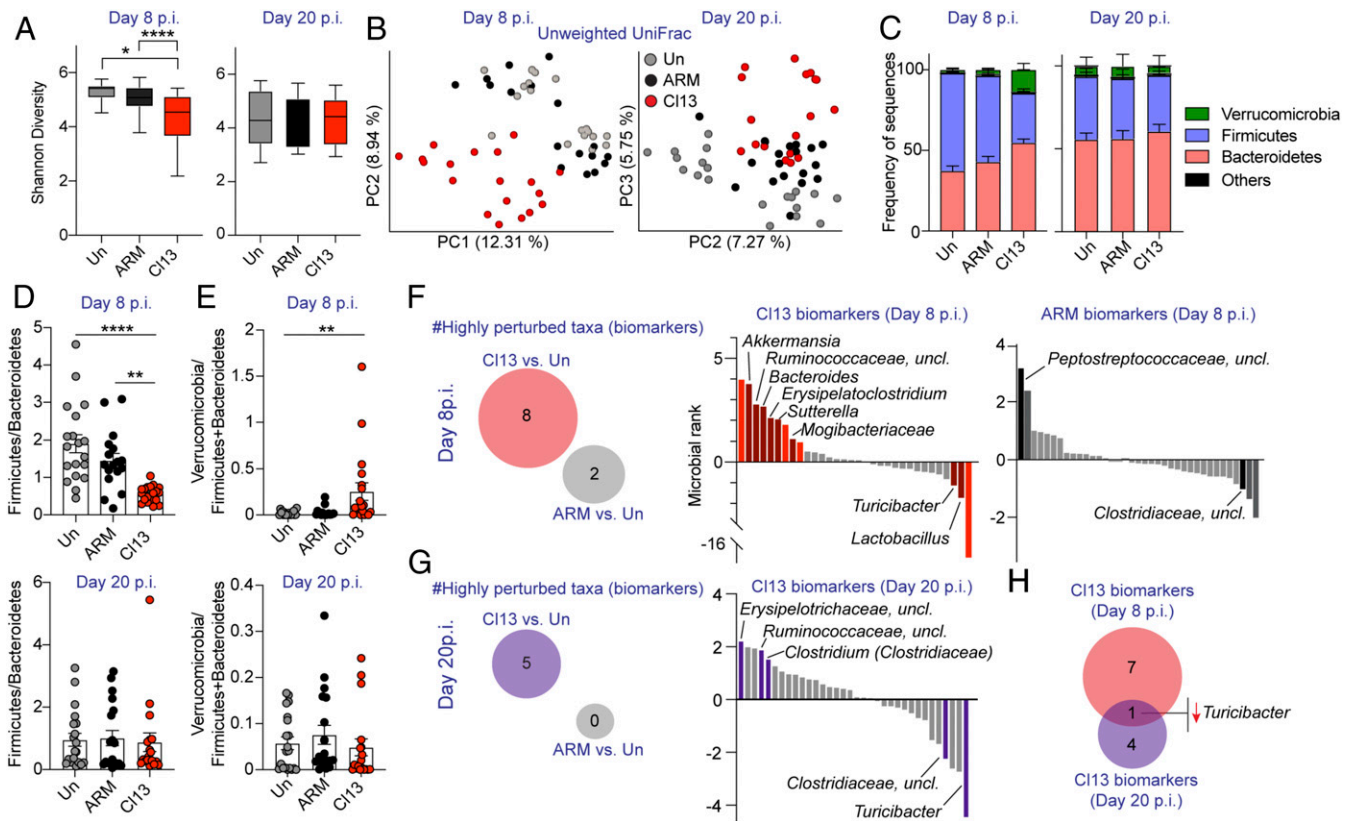 A
Day 8 p.i.
Day 20 p.i.
*
****
Shannon Diversity
6
4
2
0
Un
ARM
Cl13
6
4
2
0
Un
ARM
Cl13
B
Day 8 p.i.
Day 20 p.i.
Unweighted UniFrac
Un
ARM
Cl13
PC2 (8.94 %)
PC1 (12.31 %)
PC3 (5.75 %)
PC2 (7.27 %)
C
Day 8 p.i.
Day 20 p.i.
Frequency of sequences
100
50
0
Un
ARM
Cl13
Un
ARM
Cl13
Verrucomicrobia
Firmicutes
Bacteroidetes
Others
D
Day 8 p.i.
****
**
Firmicutes/Bacteroidetes
5
4
3
2
1
0
Un
ARM
Cl13
Day 20 p.i.
Firmicutes/Bacteroidetes
6
4
2
0
Un
ARM
Cl13
E
Day 8 p.i.
**
Verrucomicrobia/
Firmicutes+Bacteroidetes
2
1.5
1
0.5
0
Un
ARM
Cl13
Day 20 p.i.
Verrucomicrobia/
Firmicutes+Bacteroidetes
0.4
0.3
0.2
0.1
0
Un
ARM
Cl13
F
#Highly perturbed taxa (biomarkers)
Day 8p.i.
Cl13 vs. Un
8
2
ARM vs. Un
Cl13 biomarkers (Day 8 p.i.)
Microbial rank
4
0
-16
Akkermansia
Ruminococcaceae, uncl.
Bacteroides
Erysipelatoclostridium
Sutterella
Mogibacteriaceae
Turicibacter
Lactobacillus
ARM biomarkers (Day 8 p.i.)
4
2
0
-2
Peptostreptococcaceae, uncl.
Clostridiaceae, uncl.
G
#Highly perturbed taxa (biomarkers)
Day 20p.i.
Cl13 vs. Un
5
0
ARM vs. Un
Cl13 biomarkers (Day 20 p.i.)
4
2
0
-2
-4
Erysipelotrichaceae, uncl.
Ruminococcaceae, uncl.
Clostridium (Clostridiaceae)
Clostridiaceae, uncl.
Turicibacter
H
Cl13 biomarkers
(Day 8 p.i.)
7
1
↓ Turicibacter
4
Cl13 biomarkers
(Day 20 p.i.)